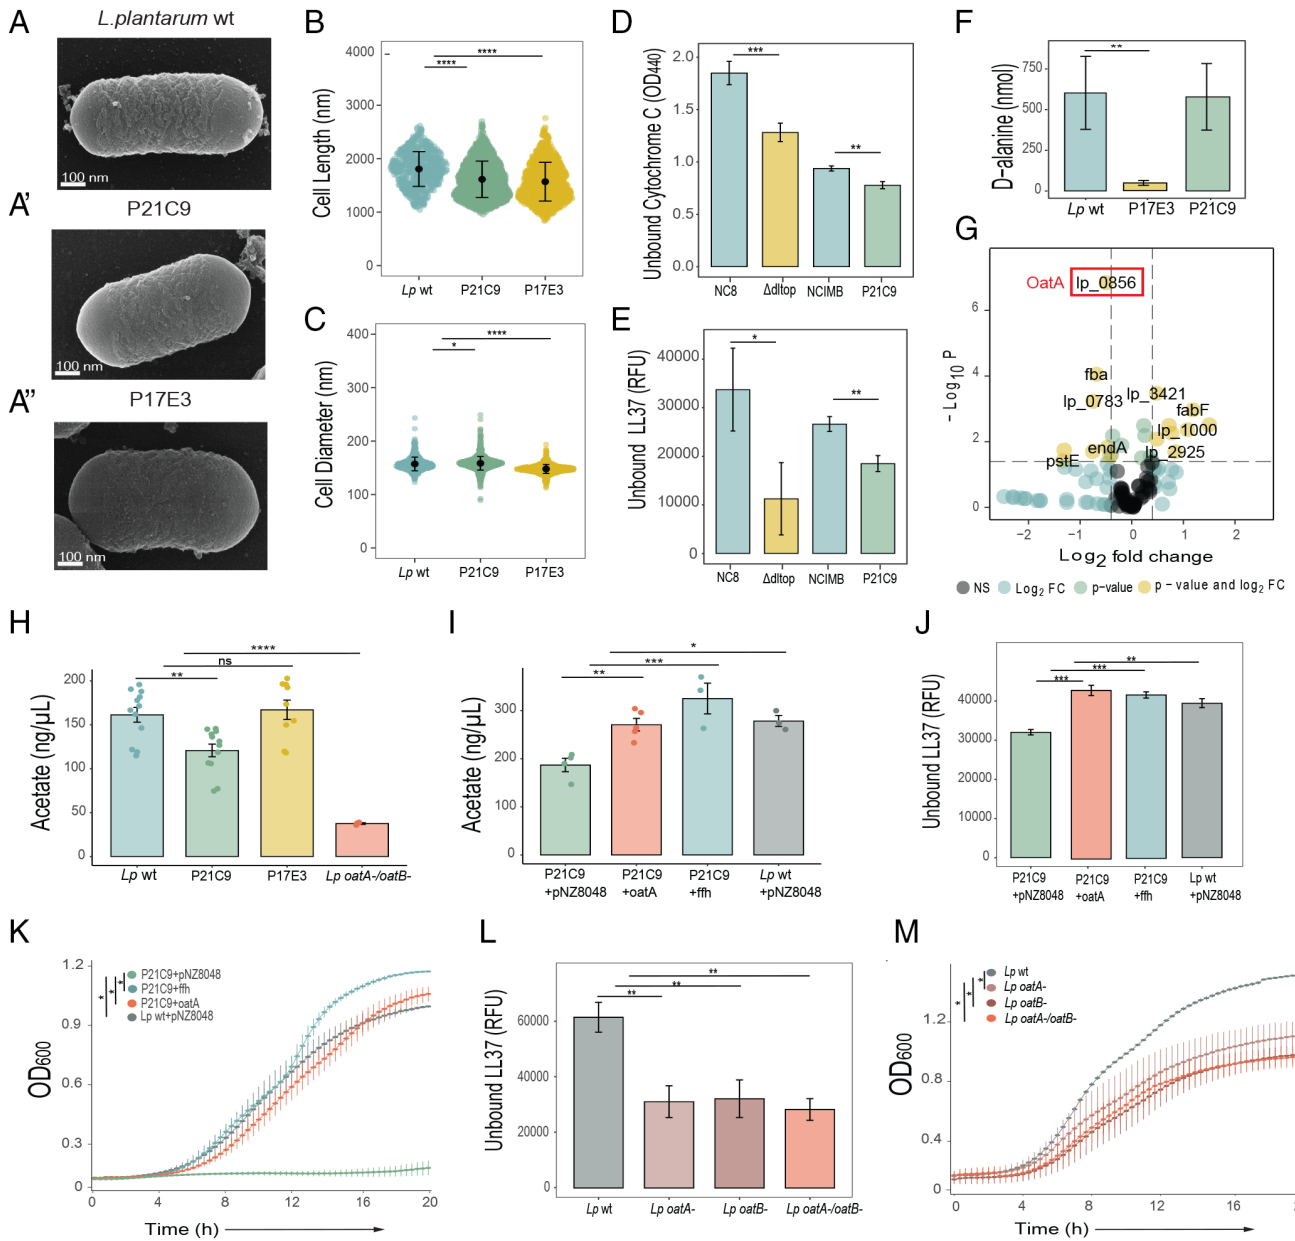 A
L.plantarum wt
100 nm
A'
P21C9
100 nm
A"
P17E3
100 nm
B
Cell Length (nm)
4000
3000
2000
1000
0
****
****
Lp wt
P21C9
P17E3
C
Cell Diameter (nm)
400
300
200
100
0
****
*
Lp wt
P21C9
P17E3
D
Unbound Cytochrome C (OD440)
2.0
1.5
1.0
0.5
0.0
***
**
NC8
Δdltop
NCIMB
P21C9
E
Unbound LL37 (RFU)
40000
30000
20000
10000
0
*
**
NC8
Δdltop
NCIMB
P21C9
F
D-alanine (nmol)
750
500
250
0
**
Lp wt
P17E3
P21C9
G
- Log10 P
6
4
2
0
OatA
lp_0856
fba
lp_0783
lp_3421
fabF
lp_1000
endA
lp_2925
pstE
−2
−1
0
1
2
Log2 fold change
NS
Log2 FC
p-value
p - value and log2 FC
H
Acetate (ng/µL)
200
150
100
50
0
****
ns
**
Lp wt
P21C9
P17E3
Lp oatA-/oatB-
I
Acetate (ng/µL)
300
200
100
0
*
***
**
P21C9
+pNZ8048
P21C9
+oatA
P21C9
+ffh
Lp wt
+pNZ8048
J
Unbound LL37 (RFU)
40000
30000
20000
10000
0
**
***
***
P21C9
+pNZ8048
P21C9
+oatA
P21C9
+ffh
Lp wt
+pNZ8048
K
OD600
1.2
0.9
0.6
0.3
0
*
*
*
P21C9+pNZ8048
P21C9+ffh
P21C9+oatA
Lp wt+pNZ8048
0
4
8
12
16
20
Time (h)
L
Unbound LL37 (RFU)
60000
40000
20000
0
**
**
**
Lp wt
Lp oatA-
Lp oatB-
Lp oatA-/oatB-
M
OD600
1.2
0.8
0.4
0
*
*
*
Lp wt
Lp oatA-
Lp oatB-
Lp oatA-/oatB-
0
4
8
12
16
Time (h)